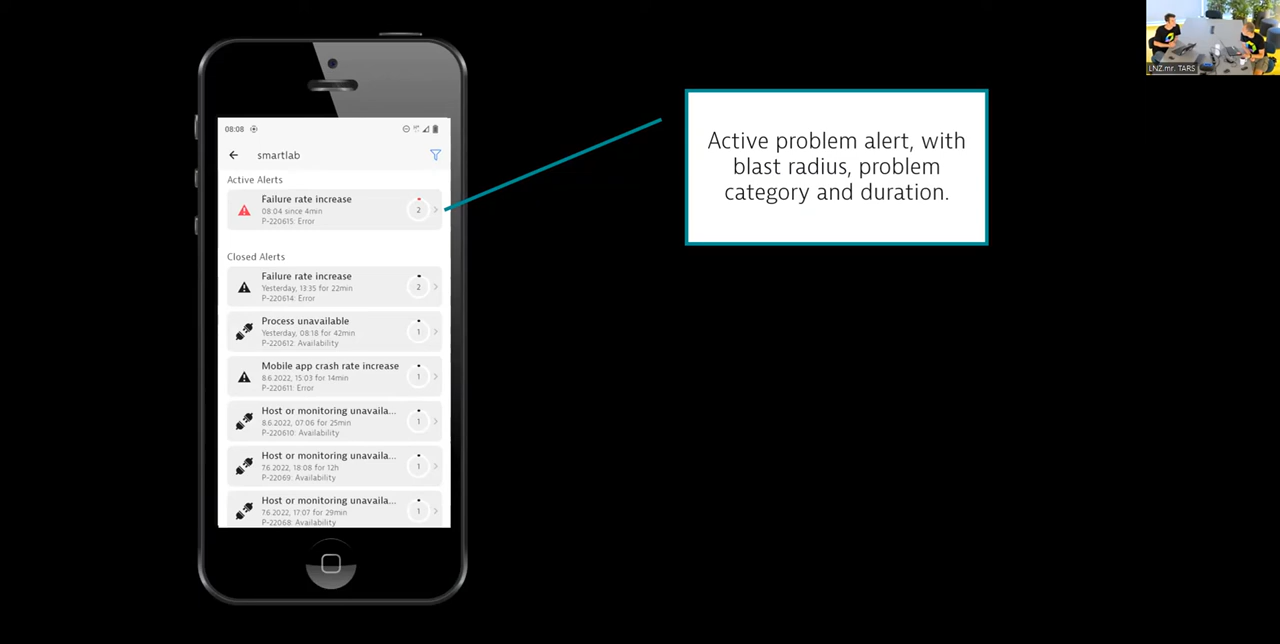 08:08
smartlab
Active Alerts
Failure rate increase
08:04 since 4min
P-220615: Error
2
Closed Alerts
Failure rate increase
Yesterday, 13:35 for 22min
P-220614: Error
2
Process unavailable
Yesterday, 08:18 for 42min
P-220612: Availability
1
Mobile app crash rate increase
8.6.2022, 15:03 for 14min
P-220611: Error
1
Host or monitoring unavaila...
8.6.2022, 07:06 for 25min
P-220610: Availability
1
Host or monitoring unavaila...
7.6.2022, 18:08 for 12h
P-22069: Availability
1
Host or monitoring unavaila...
7.6.2022, 17:07 for 29min
P-22068: Availability
1
Active problem alert, with
blast radius, problem
category and duration.
LNZ.mr. TARS